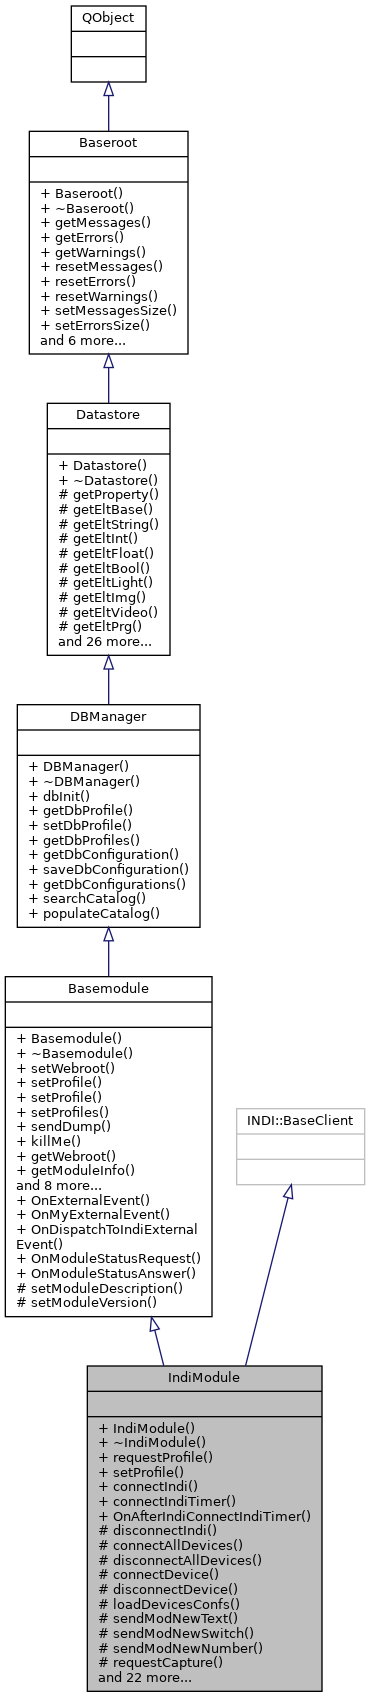 QObject
Baseroot
+ Baseroot()
+ ~Baseroot()
+ getMessages()
+ getErrors()
+ getWarnings()
+ resetMessages()
+ resetErrors()
+ resetWarnings()
+ setMessagesSize()
+ setErrorsSize()
and 6 more...
Datastore
+ Datastore()
+ ~Datastore()
# getProperty()
# getEltBase()
# getEltString()
# getEltInt()
# getEltFloat()
# getEltBool()
# getEltLight()
# getEltImg()
# getEltVideo()
# getEltPrg()
and 26 more...
DBManager
+ DBManager()
+ ~DBManager()
+ dbInit()
+ getDbProfile()
+ setDbProfile()
+ getDbProfiles()
+ getDbConfiguration()
+ saveDbConfiguration()
+ getDbConfigurations()
+ searchCatalog()
+ populateCatalog()
Basemodule
+ Basemodule()
+ ~Basemodule()
+ setWebroot()
+ setProfile()
+ setProfile()
+ setProfiles()
+ sendDump()
+ killMe()
+ getWebroot()
+ getModuleInfo()
and 8 more...
+ OnExternalEvent()
+ OnMyExternalEvent()
+ OnDispatchToIndiExternal
Event()
+ OnModuleStatusRequest()
+ OnModuleStatusAnswer()
# setModuleDescription()
# setModuleVersion()
INDI::BaseClient
IndiModule
+ IndiModule()
+ ~IndiModule()
+ requestProfile()
+ setProfile()
+ connectIndi()
+ connectIndiTimer()
+ OnAfterIndiConnectIndiTimer()
# disconnectIndi()
# connectAllDevices()
# disconnectAllDevices()
# connectDevice()
# disconnectDevice()
# loadDevicesConfs()
# sendModNewText()
# sendModNewSwitch()
# sendModNewNumber()
# requestCapture()
and 22 more...